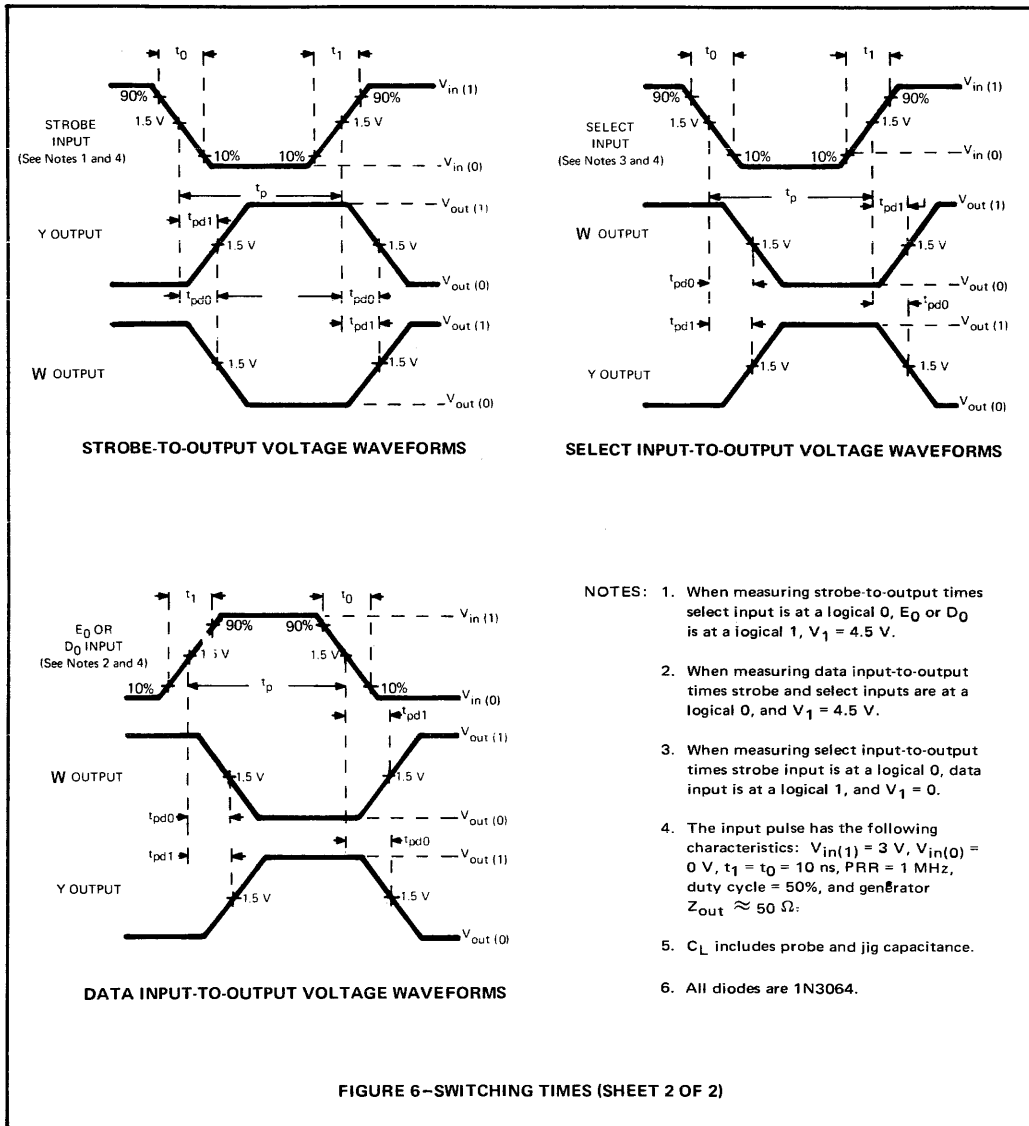 t0
t1
90%
90%
Vin (1)
STROBE
INPUT
(See Notes 1 and 4)
1.5 V
1.5 V
10%
10%
Vin (0)
tp
Vout (1)
tpd1
Y OUTPUT
1.5 V
1.5 V
tpd0
tpd0
Vout (0)
tpd1
Vout (1)
W OUTPUT
1.5 V
1.5 V
Vout (0)
STROBE-TO-OUTPUT VOLTAGE WAVEFORMS
t0
t1
90%
90%
Vin (1)
SELECT
INPUT
(See Notes 3 and 4)
1.5 V
1.5 V
10%
10%
Vin (0)
tp
tpd1
Vout (1)
W OUTPUT
1.5 V
1.5 V
tpd0
Vout (0)
tpd0
tpd1
Vout (1)
Y OUTPUT
1.5 V
1.5 V
Vout (0)
SELECT INPUT-TO-OUTPUT VOLTAGE WAVEFORMS
t1
t0
Vin (1)
E0 OR
D0 INPUT
(See Notes 2 and 4)
90%
90%
1.5 V
1.5V
10%
tp
10%
Vin (0)
tpd1
Vout (1)
W OUTPUT
1.5 V
1.5 V
tpd0
Vout (0)
tpd1
tpd0
Vout (1)
Y OUTPUT
1.5 V
1.5 V
Vout (0)
DATA INPUT-TO-OUTPUT VOLTAGE WAVEFORMS
NOTES: 1. When measuring strobe-to-output times
select input is at a logical 0, E0 or D0
is at a logical 1, V1 = 4.5 V.
2. When measuring data input-to-output
times strobe and select inputs are at a
logical 0, and V1 = 4.5 V.
3. When measuring select input-to-output
times strobe input is at a logical 0, data
input is at a logical 1, and V1 = 0.
4. The input pulse has the following
characteristics: Vin(1) = 3 V, Vin(0) =
0 V, t1 = t0 = 10 ns, PRR = 1 MHz,
duty cycle = 50%, and generator
Zout ≈ 50 Ω.
5. CL includes probe and jig capacitance.
6. All diodes are 1N3064.
FIGURE 6–SWITCHING TIMES (SHEET 2 OF 2)